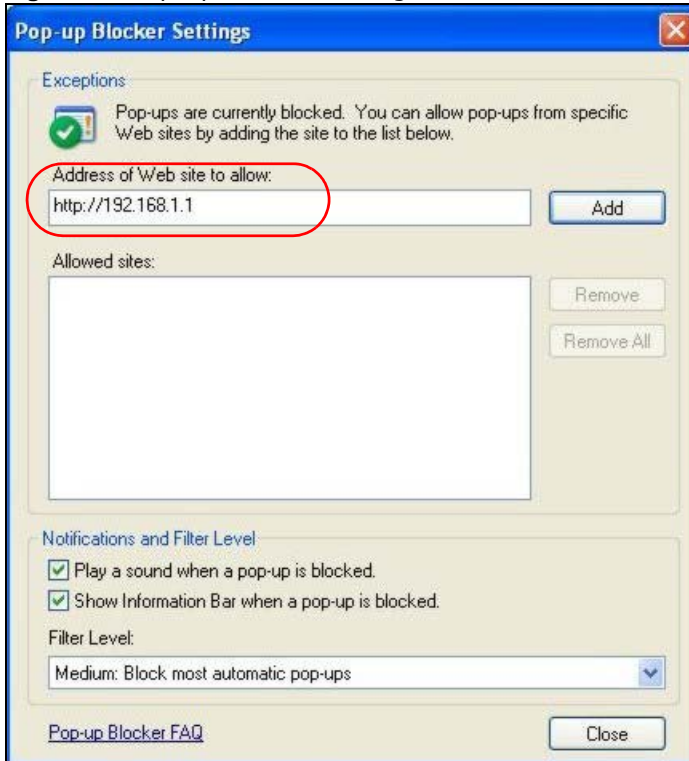 Pop-up Blocker Settings
Exceptions
Pop-ups are currently blocked. You can allow pop-ups from specific
Web sites by adding the site to the list below.
Address of Web site to allow:
http://192.168.1.1
Add
Allowed sites:
Remove
Remove All
Notifications and Filter Level
Play a sound when a pop-up is blocked.
Show Information Bar when a pop-up is blocked.
Filter Level:
Medium: Block most automatic pop-ups
Pop-up Blocker FAQ
Close